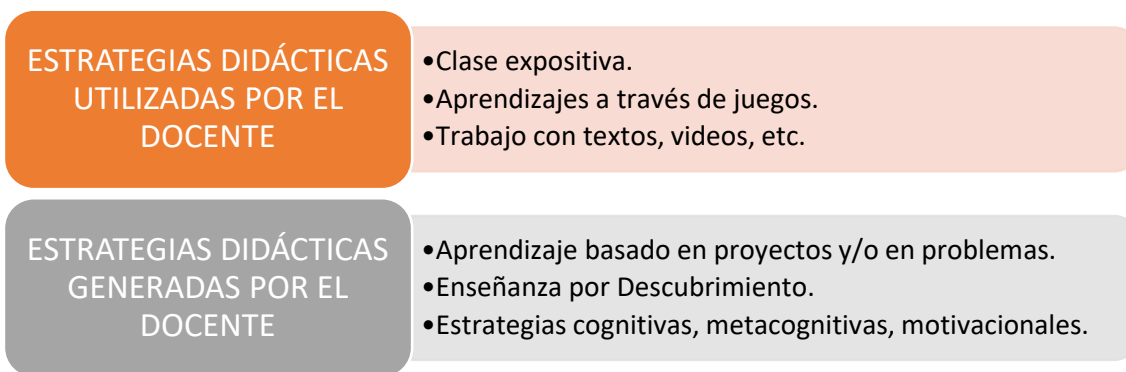 ESTRATEGIAS DIDÁCTICAS
UTILIZADAS POR EL
DOCENTE
•Clase expositiva.
•Aprendizajes a través de juegos.
•Trabajo con textos, videos, etc.
ESTRATEGIAS DIDÁCTICAS
GENERADAS POR EL
DOCENTE
•Aprendizaje basado en proyectos y/o en problemas.
•Enseñanza por Descubrimiento.
•Estrategias cognitivas, metacognitivas, motivacionales.